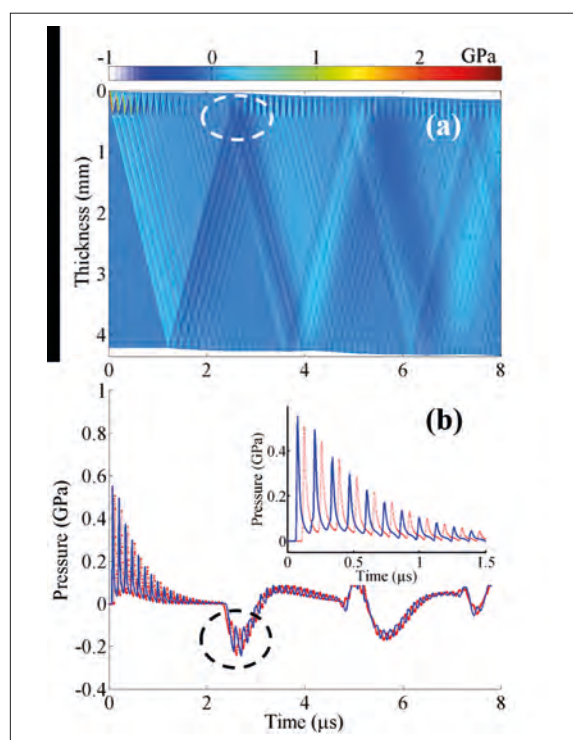 -1 0 1 2 GPa
(a)
0
1
2
3
4
Thickness (mm)
0 2 4 6 8
(b)
1
0.8
0.6
0.4
0.2
0
-0.2
-0.4
Pressure (GPa)
0.4
0.2
0
Pressure (GPa)
0 0.5 1 1.5
Time (µs)
0 2 4 6 8
Time (µs)